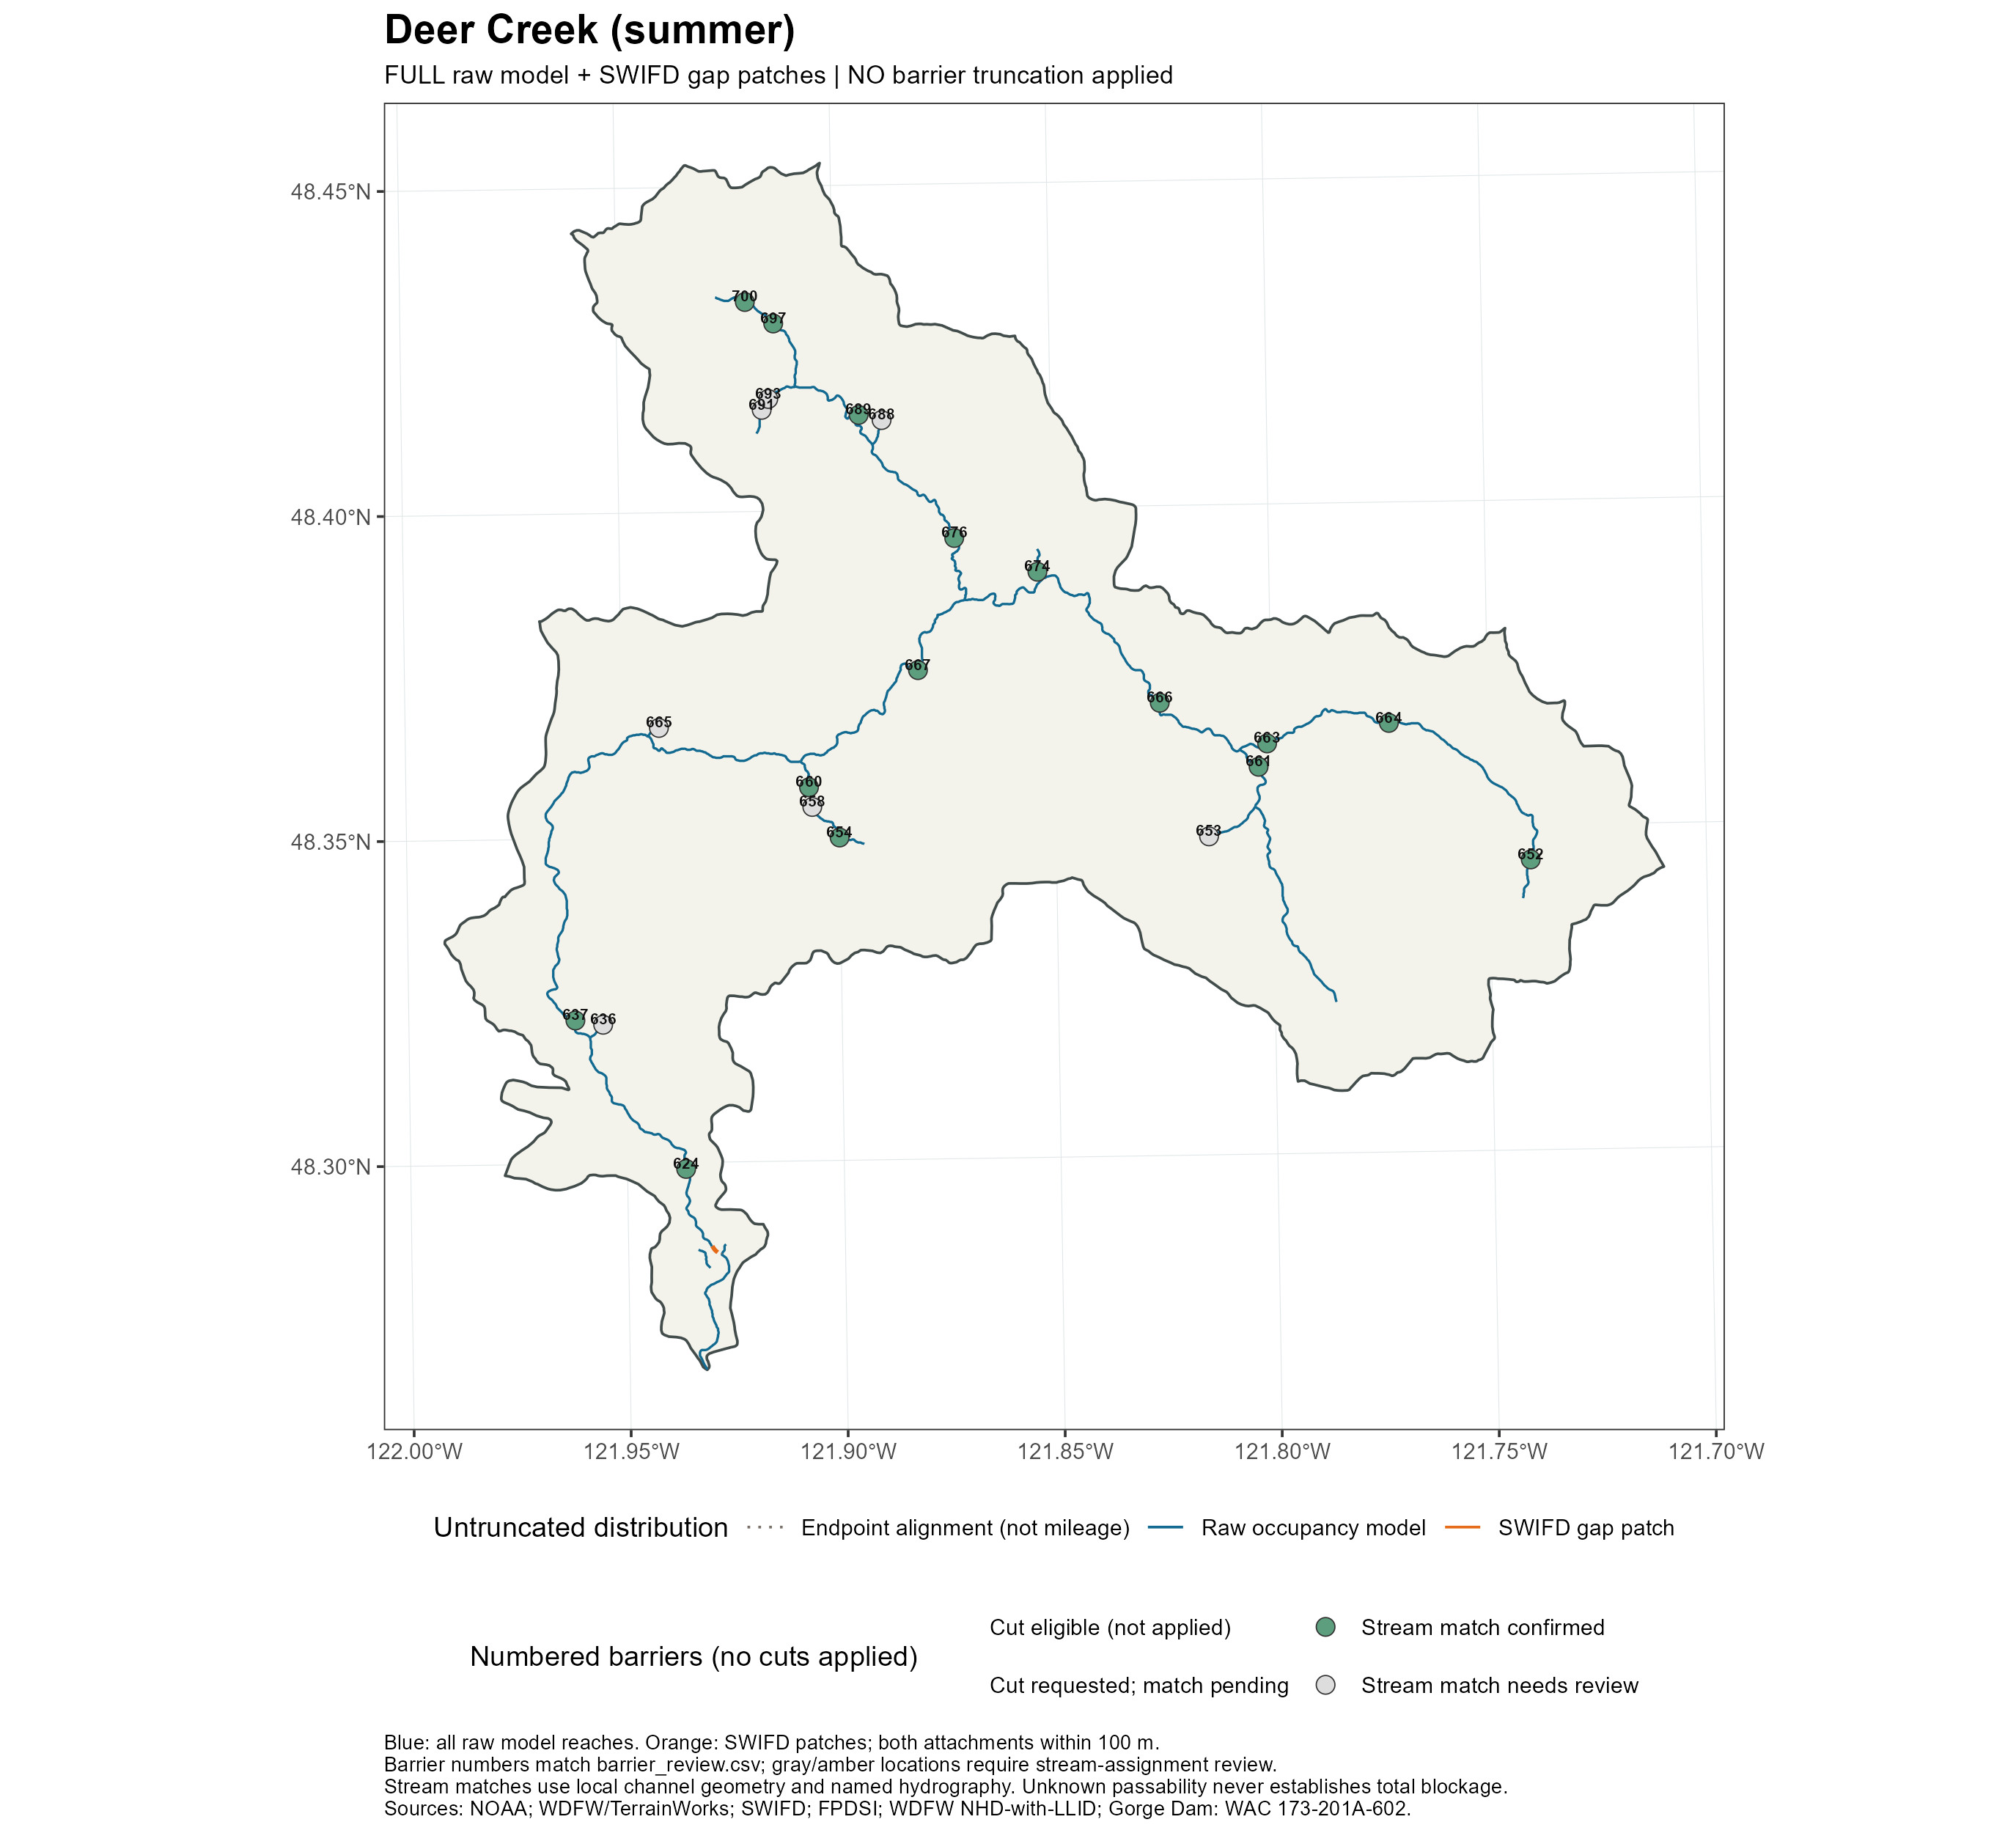 Deer Creek (summer)
FULL raw model + SWIFD gap patches | NO barrier truncation applied
48.45°N
48.40°N
48.35°N
48.30°N
700
697
693
691
689
688
676
674
667
666
665
664
663
661
660
658
654
653
652
637
636
624
122.00°W
121.95°W
121.90°W
121.85°W
121.80°W
121.75°W
121.70°W
Untruncated distribution
Endpoint alignment (not mileage)
Raw occupancy model
SWIFD gap patch
Numbered barriers (no cuts applied)
Cut eligible (not applied)
Stream match confirmed
Cut requested; match pending
Stream match needs review
Blue: all raw model reaches. Orange: SWIFD patches; both attachments within 100 m.
Barrier numbers match barrier_review.csv; gray/amber locations require stream-assignment review.
Stream matches use local channel geometry and named hydrography. Unknown passability never establishes total blockage.
Sources: NOAA; WDFW/TerrainWorks; SWIFD; FPDSI; WDFW NHD-with-LLID; Gorge Dam: WAC 173-201A-602.